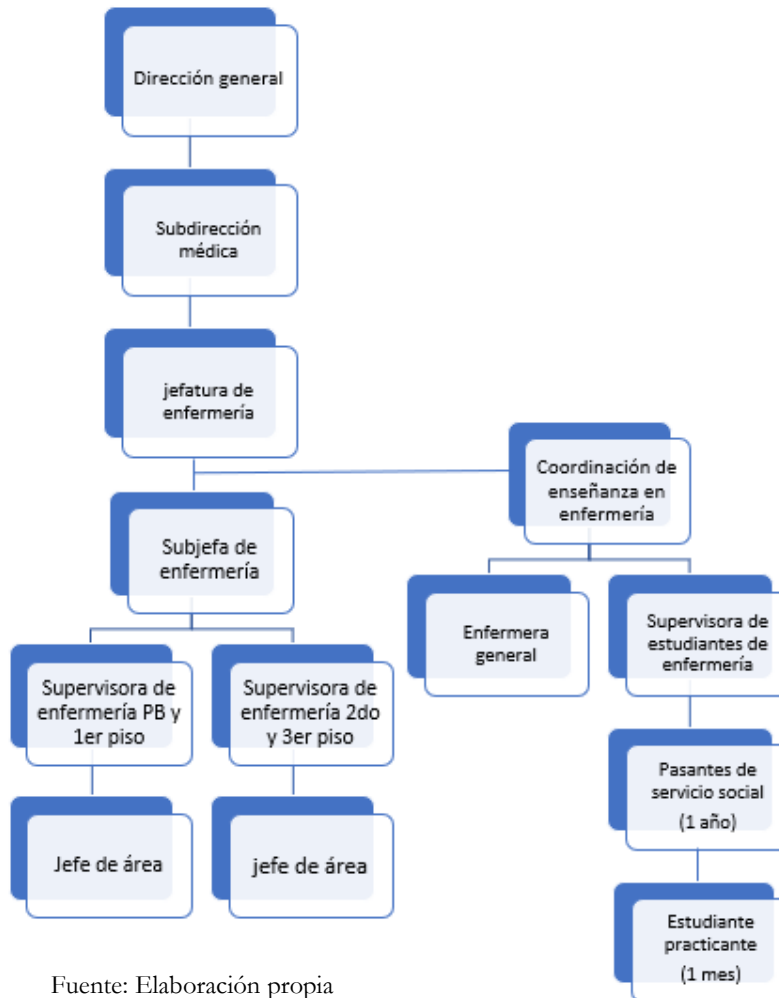 Dirección general
Subdirección
médica
jefatura de
enfermería
Coordinación de
enseñanza en
enfermería
Subjefa de
enfermería
Enfermera
general
Supervisora de
estudiantes de
enfermería
Supervisora de
enfermería PB y
1er piso
Supervisora de
enfermería 2do
y 3er piso
Pasantes de
servicio social
(1 año)
Jefe de área
jefe de área
Estudiante
practicante
(1 mes)
Fuente: Elaboración propia